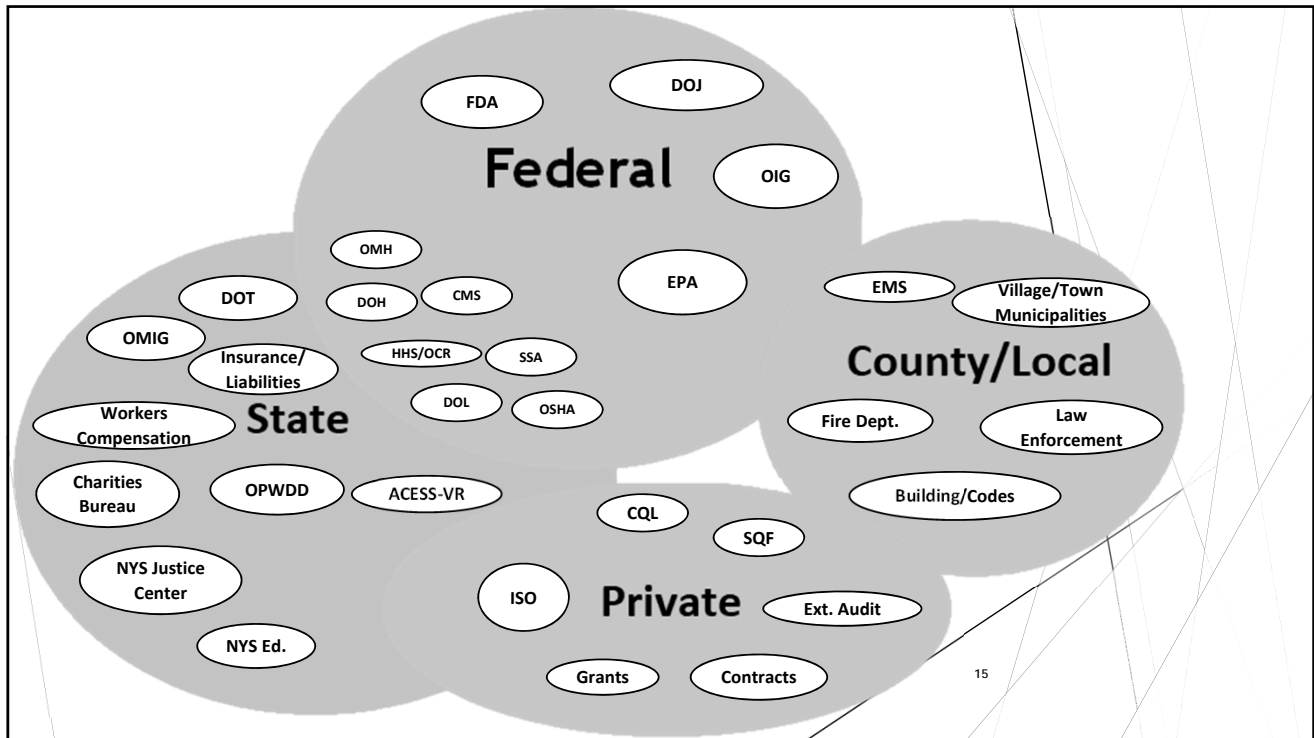 FDA
DOJ
Federal
OIG
OMH
EPA
DOH
CMS
HHS/OCR
SSA
DOL
OSHA
DOT
OMIG
Insurance/
Liabilities
Workers
Compensation
State
Charities
Bureau
OPWDD
ACESS-VR
NYS Justice
Center
NYS Ed.
EMS
Village/Town
Municipalities
County/Local
Fire Dept.
Law
Enforcement
Building/Codes
CQL
SQF
ISO
Private
Ext. Audit
Grants
Contracts
15